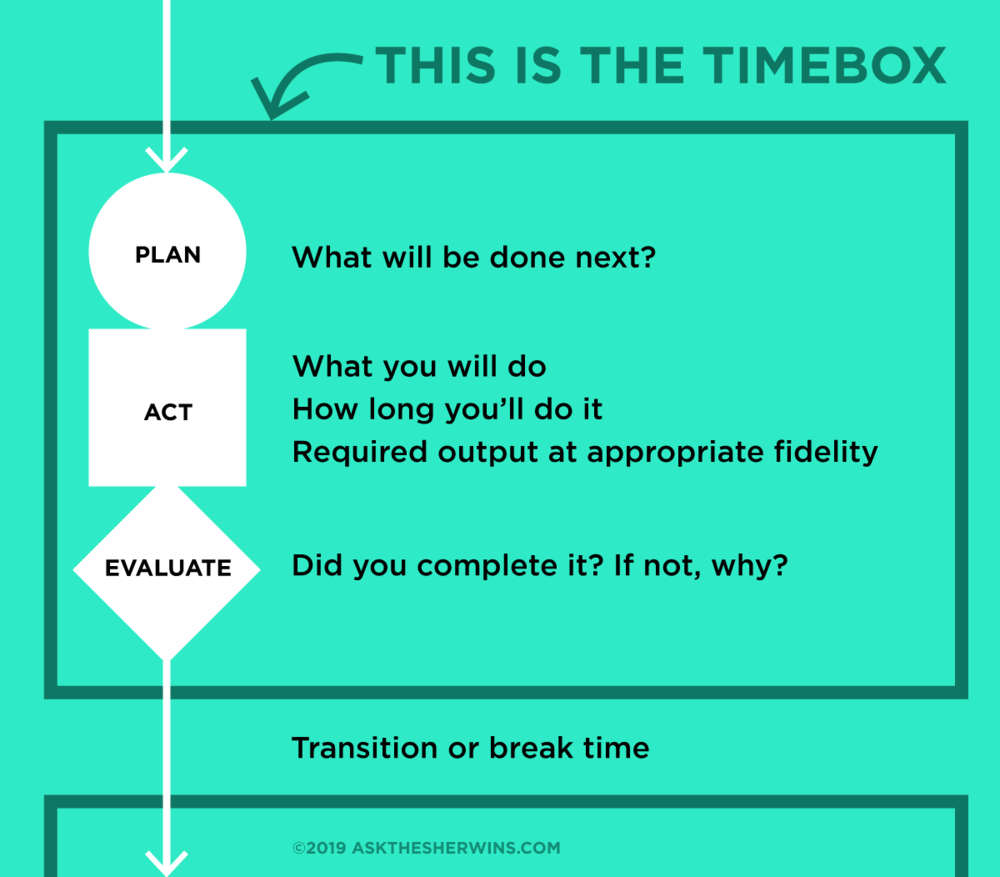 THIS IS THE TIMEBOX
PLAN
What will be done next?
ACT
What you will do
How long you’ll do it
Required output at appropriate fidelity
EVALUATE
Did you complete it? If not, why?
Transition or break time
©2019 ASKTHESHERWINS.COM